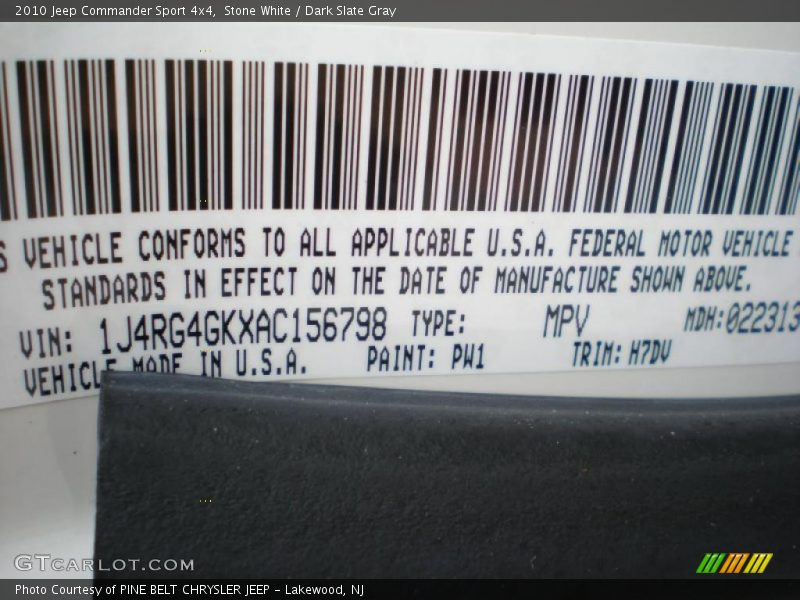 2010 Jeep Commander Sport 4x4, Stone White / Dark Slate Gray
S VEHICLE CONFORMS TO ALL APPLICABLE U.S.A. FEDERAL MOTOR VEHICLE
STANDARDS IN EFFECT ON THE DATE OF MANUFACTURE SHOWN ABOVE.
VIN: 1J4RG4GKXAC156798 TYPE: MPV MDH:022313
VEHICLE MADE IN U.S.A. PAINT: PW1 TRIM: H7DV
GTCARLOT.COM
Photo Courtesy of PINE BELT CHRYSLER JEEP - Lakewood, NJ